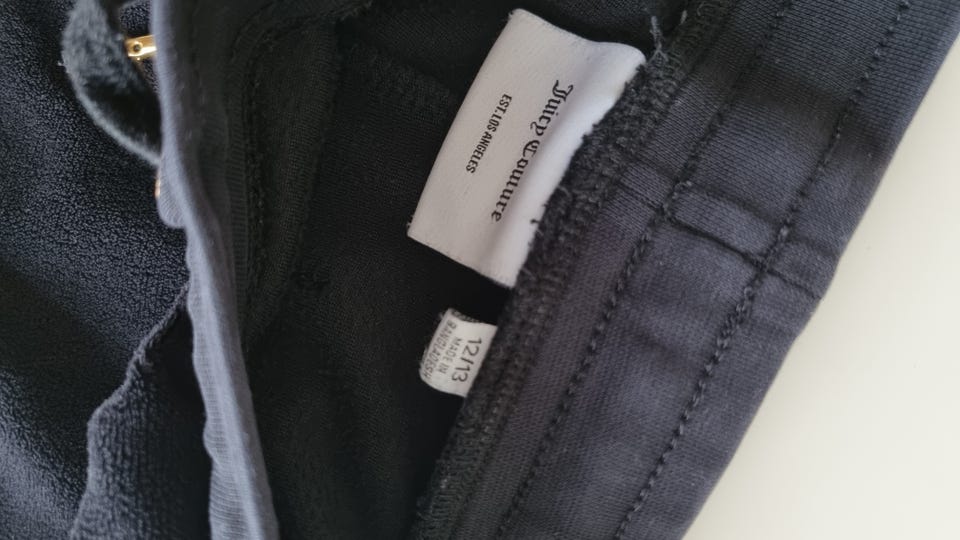 Juicy Couture
EST. LOS ANGELES
12/13
MADE IN
BANGLADESH